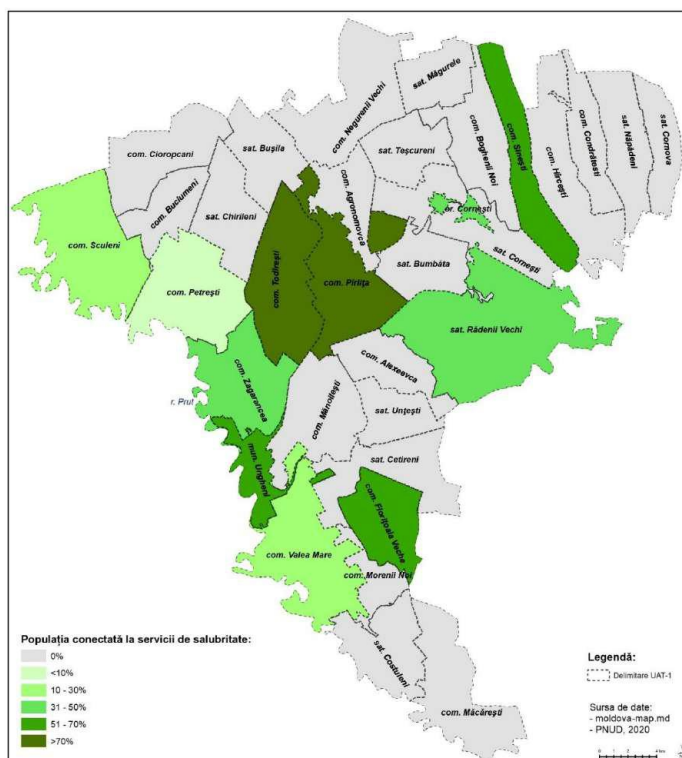 sat. Măgurele
com. Negurenii Vechi
sat. Bușila
com. Cioropcani
com. Buciumeni
sat. Chirileni
sat. Teșcureni
com. Agronomovca
com. Boghenii Noi
com. Sinești
com. Hîrcești
com. Condrătești
sat. Năpădeni
sat. Cornova
or. Cornești
sat. Cornești
sat. Bumbăta
com. Sculeni
com. Petrești
com. Todirești
com. Pîrlița
sat. Rădenii Vechi
com. Zagarancea
r. Prut
com. Alexeevca
com. Mănoilești
sat. Unțești
sat. Cetireni
mun. Ungheni
com. Florițoaia Veche
com. Valea Mare
com. Morenii Noi
sat. Costuleni
com. Măcărești
Populația conectată la servicii de salubritate:
0%
<10%
10 - 30%
31 - 50%
51 - 70%
>70%
Legendă:
Delimitare UAT-1
Sursa de date:
- moldova-map.md
- PNUD, 2020